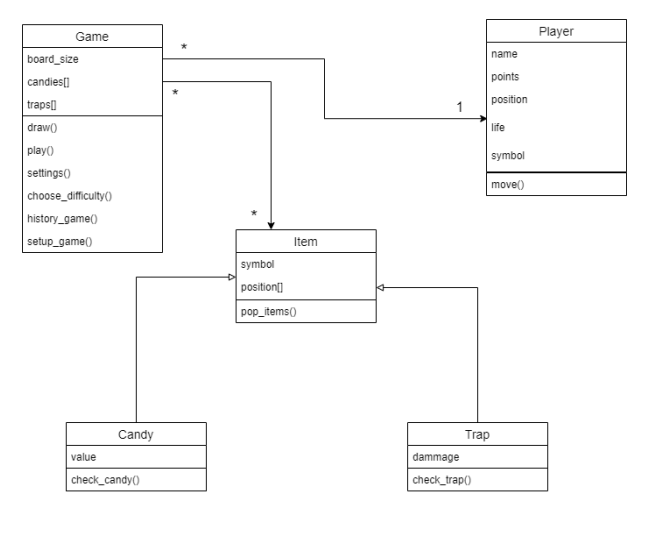 Game
board_size
candies[]
traps[]
draw()
play()
settings()
choose_difficulty()
history_game()
setup_game()
*
*
1
*
Player
name
points
position
life
symbol
move()
Item
symbol
position[]
pop_items()
Candy
value
check_candy()
Trap
dammage
check_trap()